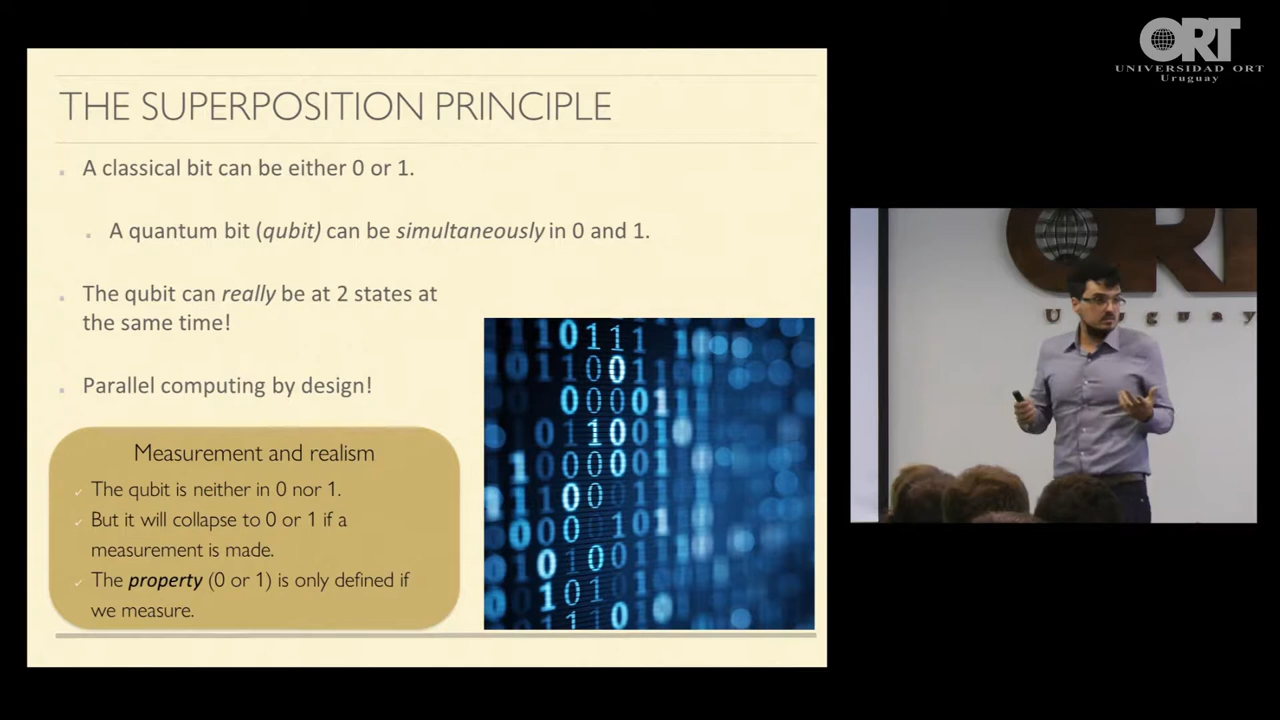 THE SUPERPOSITION PRINCIPLE
A classical bit can be either 0 or 1.
A quantum bit (qubit) can be simultaneously in 0 and 1.
The qubit can really be at 2 states at
the same time!
Parallel computing by design!
Measurement and realism
The qubit is neither in 0 nor 1.
But it will collapse to 0 or 1 if a
measurement is made.
The property (0 or 1) is only defined if
we measure.
ORT
UNIVERSIDAD ORT
Uruguay
Uruguay